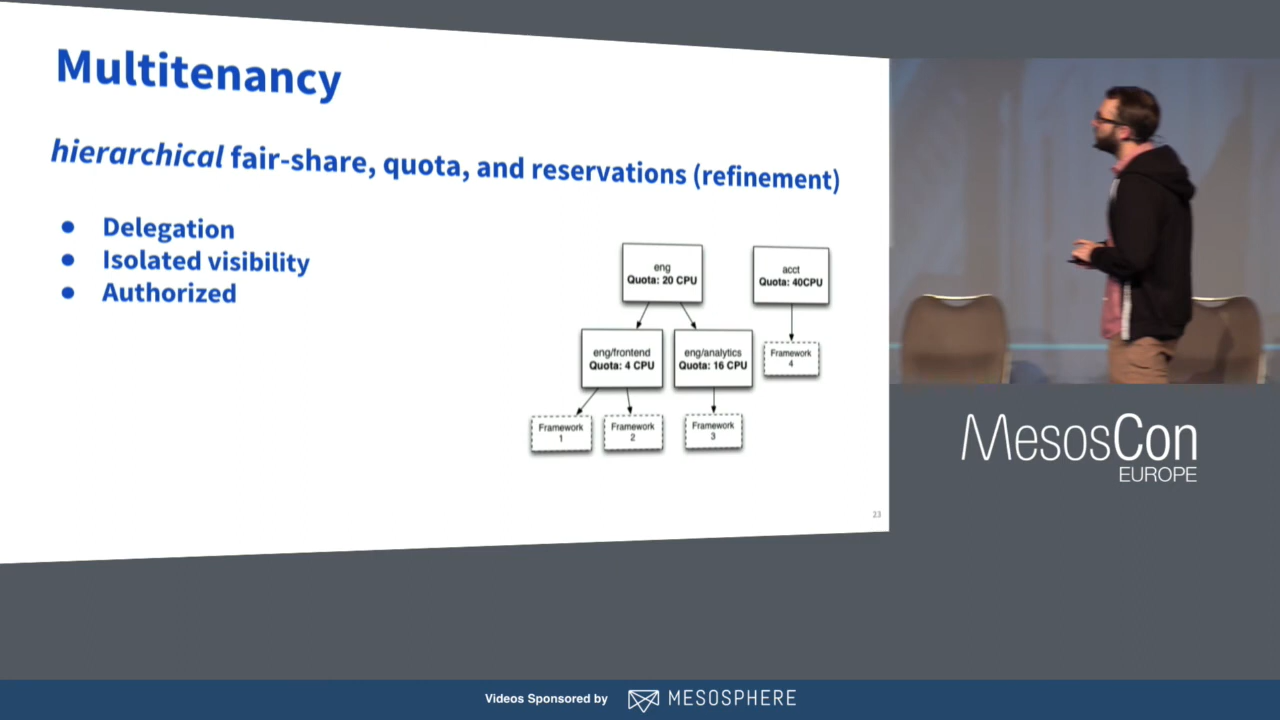 Multitenancy
hierarchical fair-share, quota, and reservations (refinement)
● Delegation
● Isolated visibility
● Authorized
eng
Quota: 20 CPU
acct
Quota: 40CPU
eng/frontend
Quota: 4 CPU
eng/analytics
Quota: 16 CPU
Framework
4
Framework
1
Framework
2
Framework
3
23
MesosCon
EUROPE
Videos Sponsored by MESOSPHERE